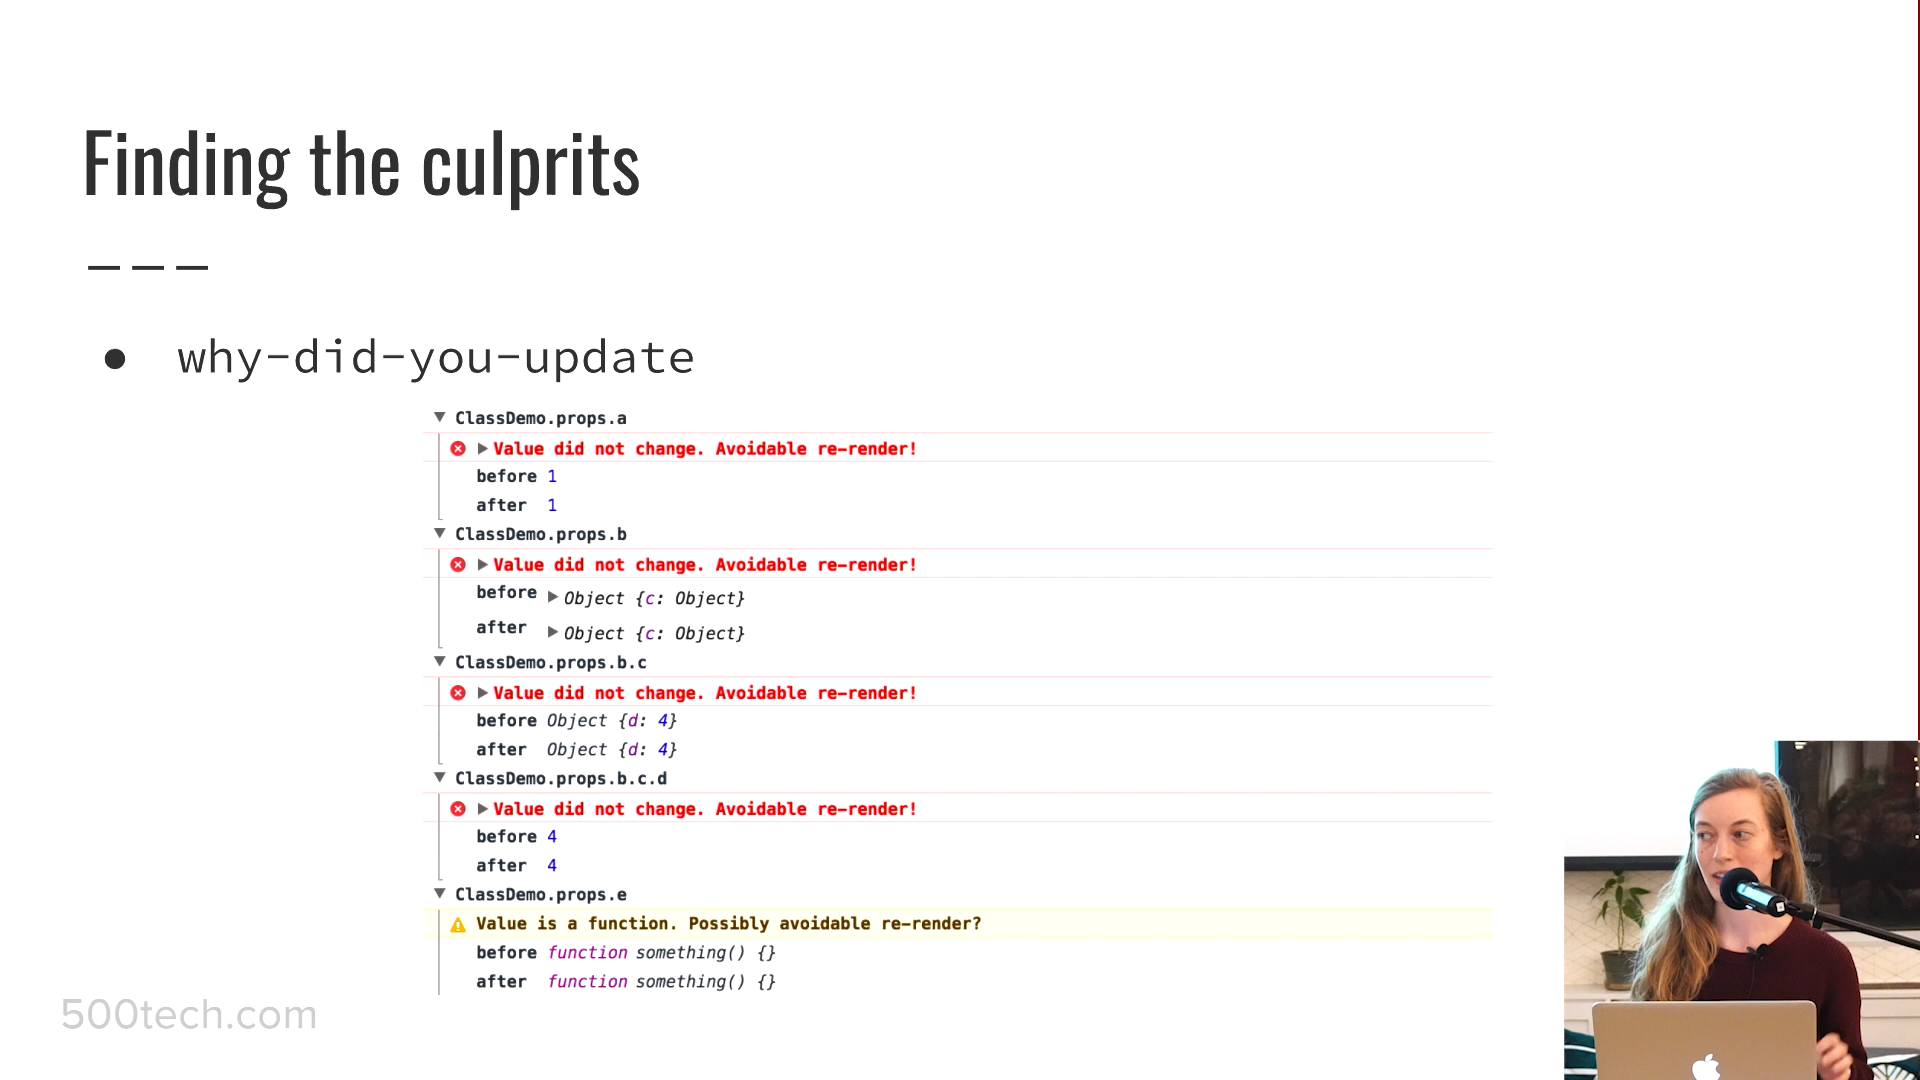 Finding the culprits
why-did-you-update
ClassDemo.props.a
Value did not change. Avoidable re-render!
before 1
after 1
ClassDemo.props.b
Value did not change. Avoidable re-render!
before Object {c: Object}
after Object {c: Object}
ClassDemo.props.b.c
Value did not change. Avoidable re-render!
before Object {d: 4}
after Object {d: 4}
ClassDemo.props.b.c.d
Value did not change. Avoidable re-render!
before 4
after 4
ClassDemo.props.e
Value is a function. Possibly avoidable re-render?
before function something() {}
after function something() {}
500tech.com